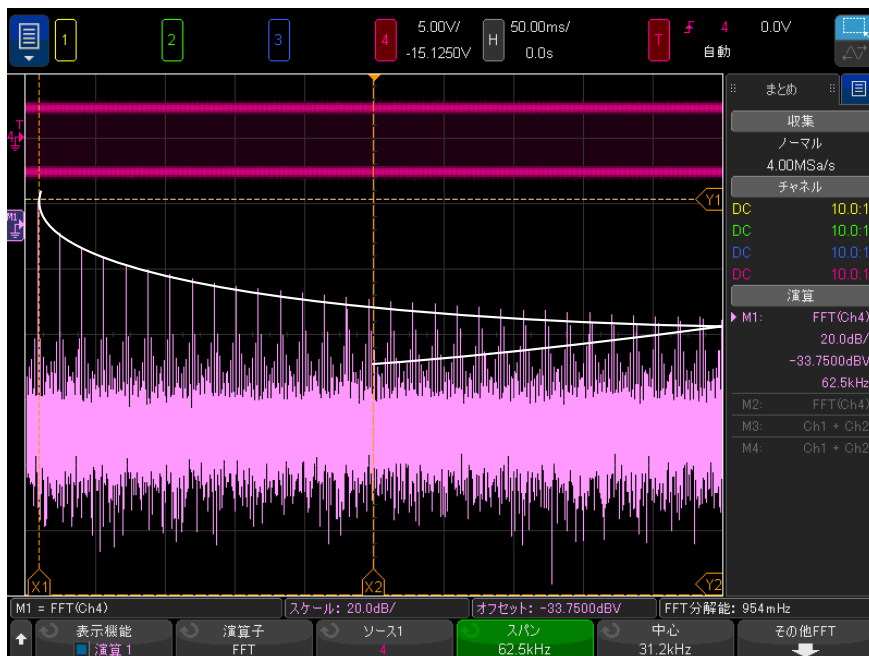 1
2
3
4
5.00V/
-15.1250V
H
50.00ms/
0.0s
T
4
0.0V
自動
まとめ
収集
ノーマル
4.00MSa/s
チャネル
DC 10.0:1
DC 10.0:1
DC 10.0:1
DC 10.0:1
演算
M1: FFT(Ch4)
20.0dB/
-33.7500dBV
62.5kHz
M2: FFT(Ch4)
M3: Ch1 + Ch2
M4: Ch1 + Ch2
T
4
M1
Y1
X1
X2
Y2
M1 = FFT(Ch4)
スケール: 20.0dB/
オフセット: -33.7500dBV
FFT分解能: 954mHz
表示機能
演算 1
演算子
FFT
ソース1
4
スパン
62.5kHz
中心
31.2kHz
その他FFT